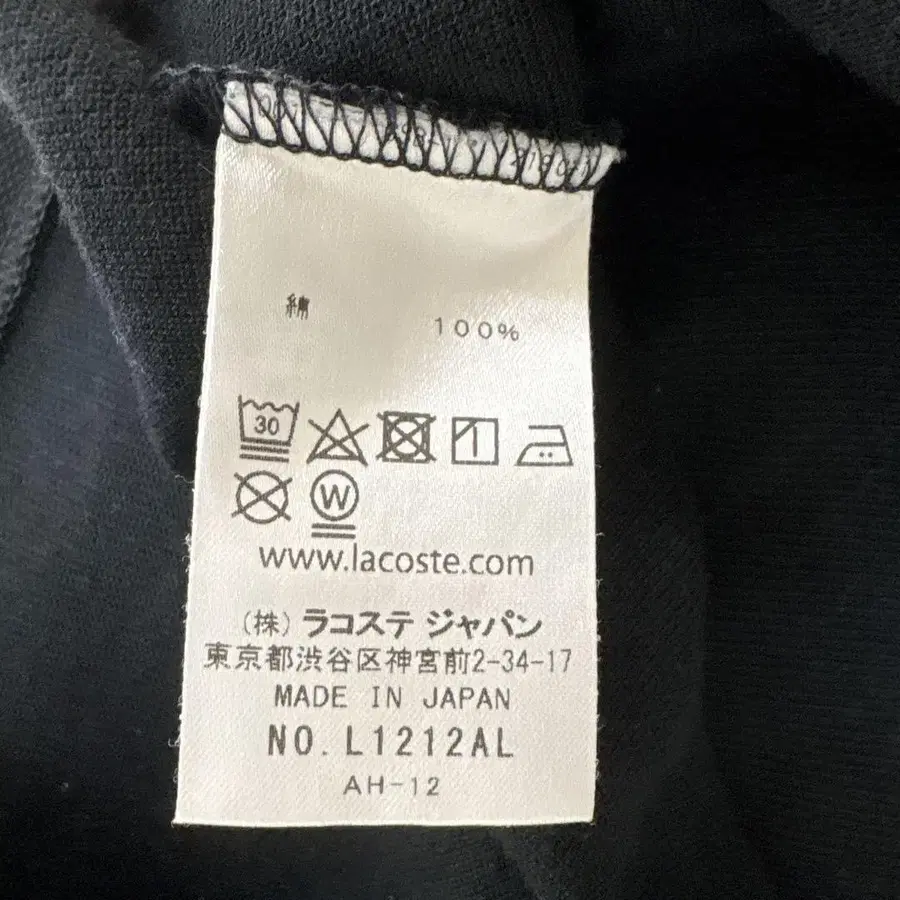 綿 100%
30
W
www.lacoste.com
(株) ラコステ ジャパン
東京都渋谷区神宮前2-34-17
MADE IN JAPAN
NO. L1212AL
AH-12